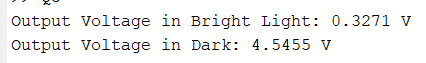 Output Voltage in Bright Light: 0.3271 V
Output Voltage in Dark: 4.5455 V